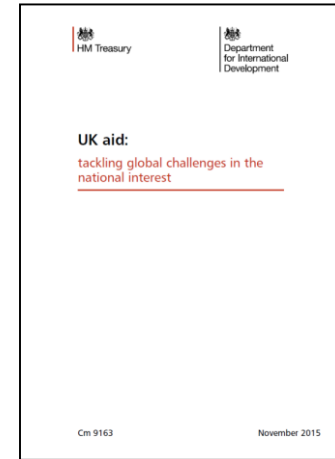 HM Treasury
Department
for International
Development
UK aid:
tackling global challenges in the
national interest
Cm 9163
November 2015